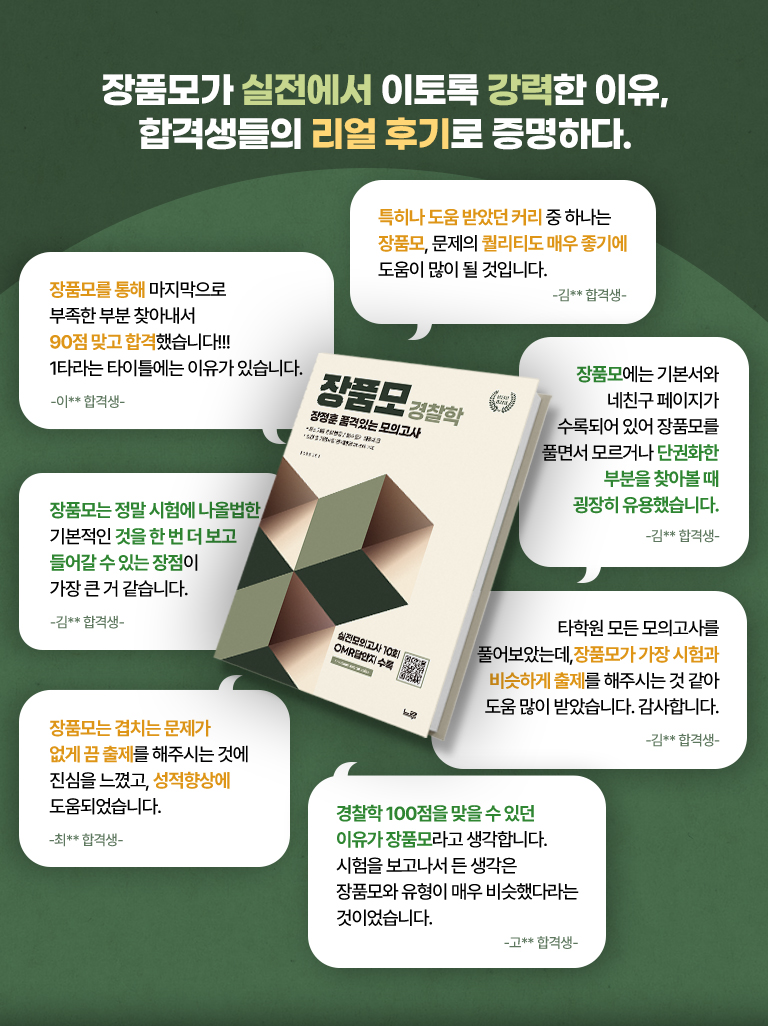 장품모가 실전에서 이토록 강력한 이유,
합격생들의 리얼 후기로 증명하다.
특히나 도움 받았던 커리 중 하나는
장품모, 문제의 퀄리티도 매우 좋기에
도움이 많이 될 것입니다.
-김** 합격생-
장품모를 통해 마지막으로
부족한 부분 찾아내서
90점 맞고 합격했습니다!!!
1타라는 타이틀에는 이유가 있습니다.
-이** 합격생-
장품모에는 기본서와
네친구 페이지가
수록되어 있어 장품모를
풀면서 모르거나 단권화한
부분을 찾아볼 때
굉장히 유용했습니다.
-김** 합격생-
장품모 경찰학
장정훈 품격있는 모의고사
실전모의고사 10회
OMR답안지 수록
장품모는 정말 시험에 나올법한
기본적인 것을 한 번 더 보고
들어갈 수 있는 장점이
가장 큰 거 같습니다.
-김** 합격생-
타학원 모든 모의고사를
풀어보았는데, 장품모가 가장 시험과
비슷하게 출제를 해주시는 것 같아
도움 많이 받았습니다. 감사합니다.
-김** 합격생-
장품모는 겹치는 문제가
없게 끔 출제를 해주시는 것에
진심을 느꼈고, 성적향상에
도움되었습니다.
-최** 합격생-
경찰학 100점을 맞을 수 있던
이유가 장품모라고 생각합니다.
시험을 보고나서 든 생각은
장품모와 유형이 매우 비슷했다라는
것이었습니다.
-고** 합격생-